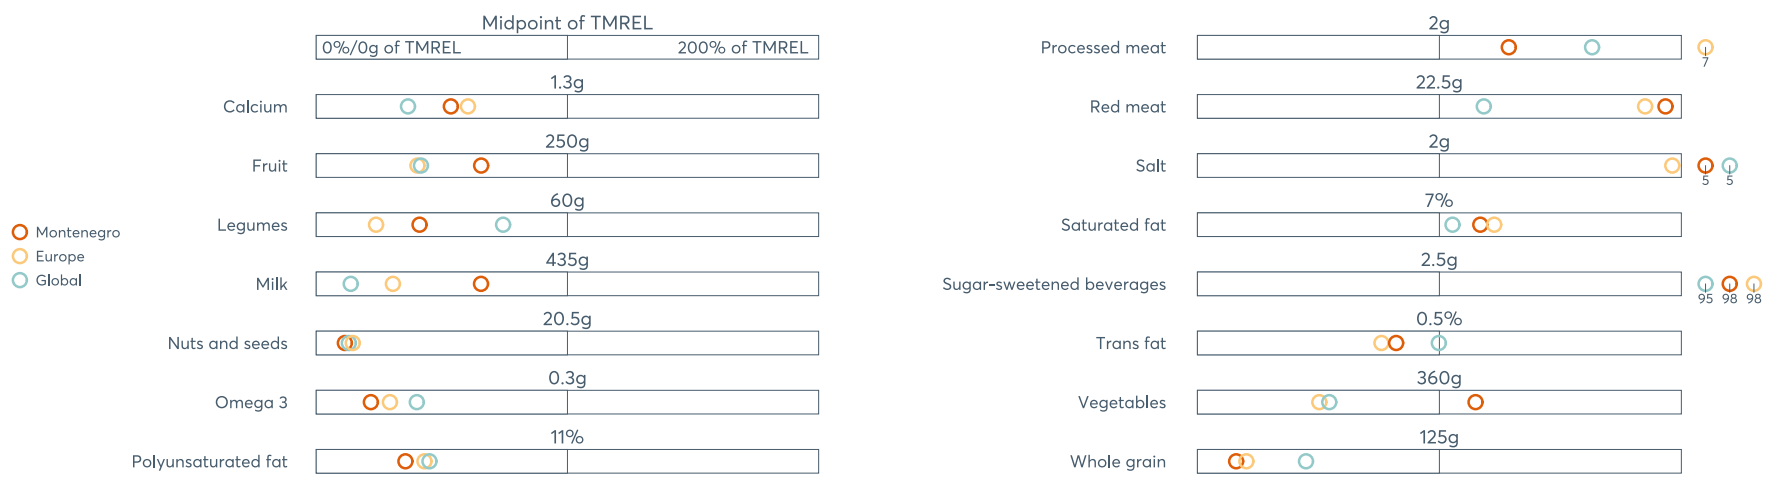 Midpoint of TMREL
0%/0g of TMREL 200% of TMREL
1.3g
Calcium
250g
Fruit
60g
Legumes
435g
Milk
20.5g
Nuts and seeds
0.3g
Omega 3
11%
Polyunsaturated fat
Montenegro
Europe
Global
2g
Processed meat
7
22.5g
Red meat
2g
Salt
5 5
7%
Saturated fat
2.5g
Sugar-sweetened beverages
95 98 98
0.5%
Trans fat
360g
Vegetables
125g
Whole grain